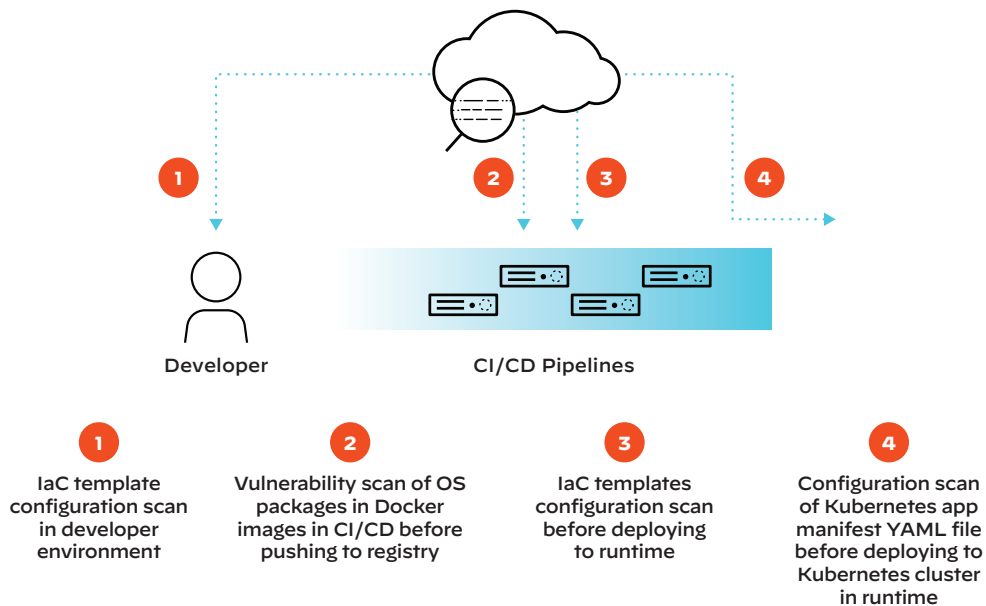 1
2
3
4
Developer
CI/CD Pipelines
1
IaC template
configuration scan
in developer
environment
2
Vulnerability scan of OS
packages in Docker
images in CI/CD before
pushing to registry
3
IaC templates
configuration scan
before deploying
to runtime
4
Configuration scan
of Kubernetes app
manifest YAML file
before deploying to
Kubernetes cluster
in runtime